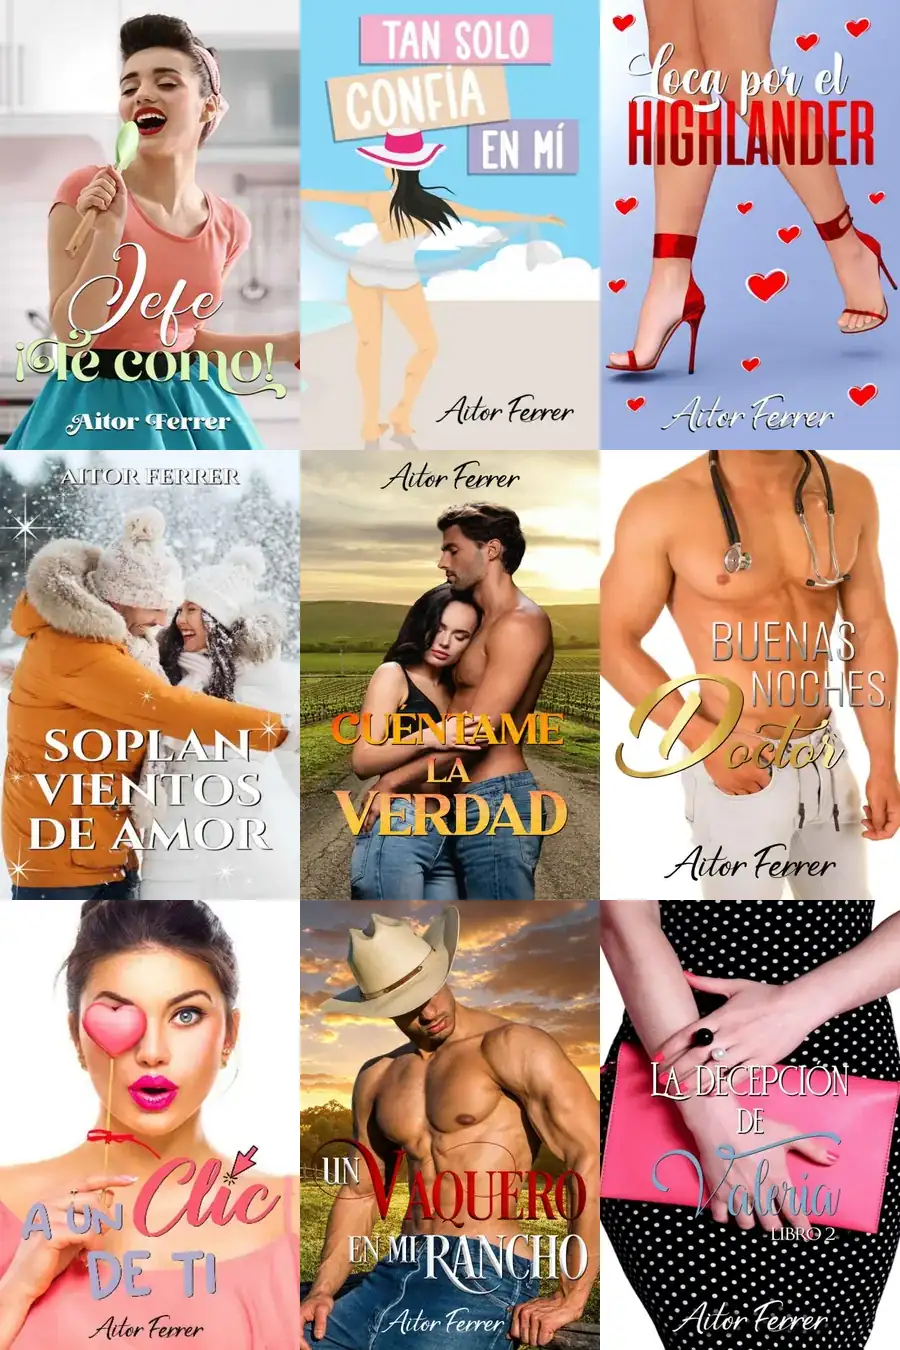 Jefe
¡Te como!
Aitor Ferrer
TAN SOLO
CONFÍA
EN MÍ
Aitor Ferrer
Loca por el
HIGHLANDER
Aitor Ferrer
AITOR FERRER
SOPLAN
VIENTOS
DE AMOR
Aitor Ferrer
CUENTAME
LA
VERDAD
BUENAS
NOCHES,
Doctor
Aitor Ferrer
A UN Clic
DE TI
Aitor Ferrer
UN VAQUERO
EN MI RANCHO
Aitor Ferrer
LA DECEPCIÓN
DE
Valeria
LIBRO 2
Aitor Ferrer